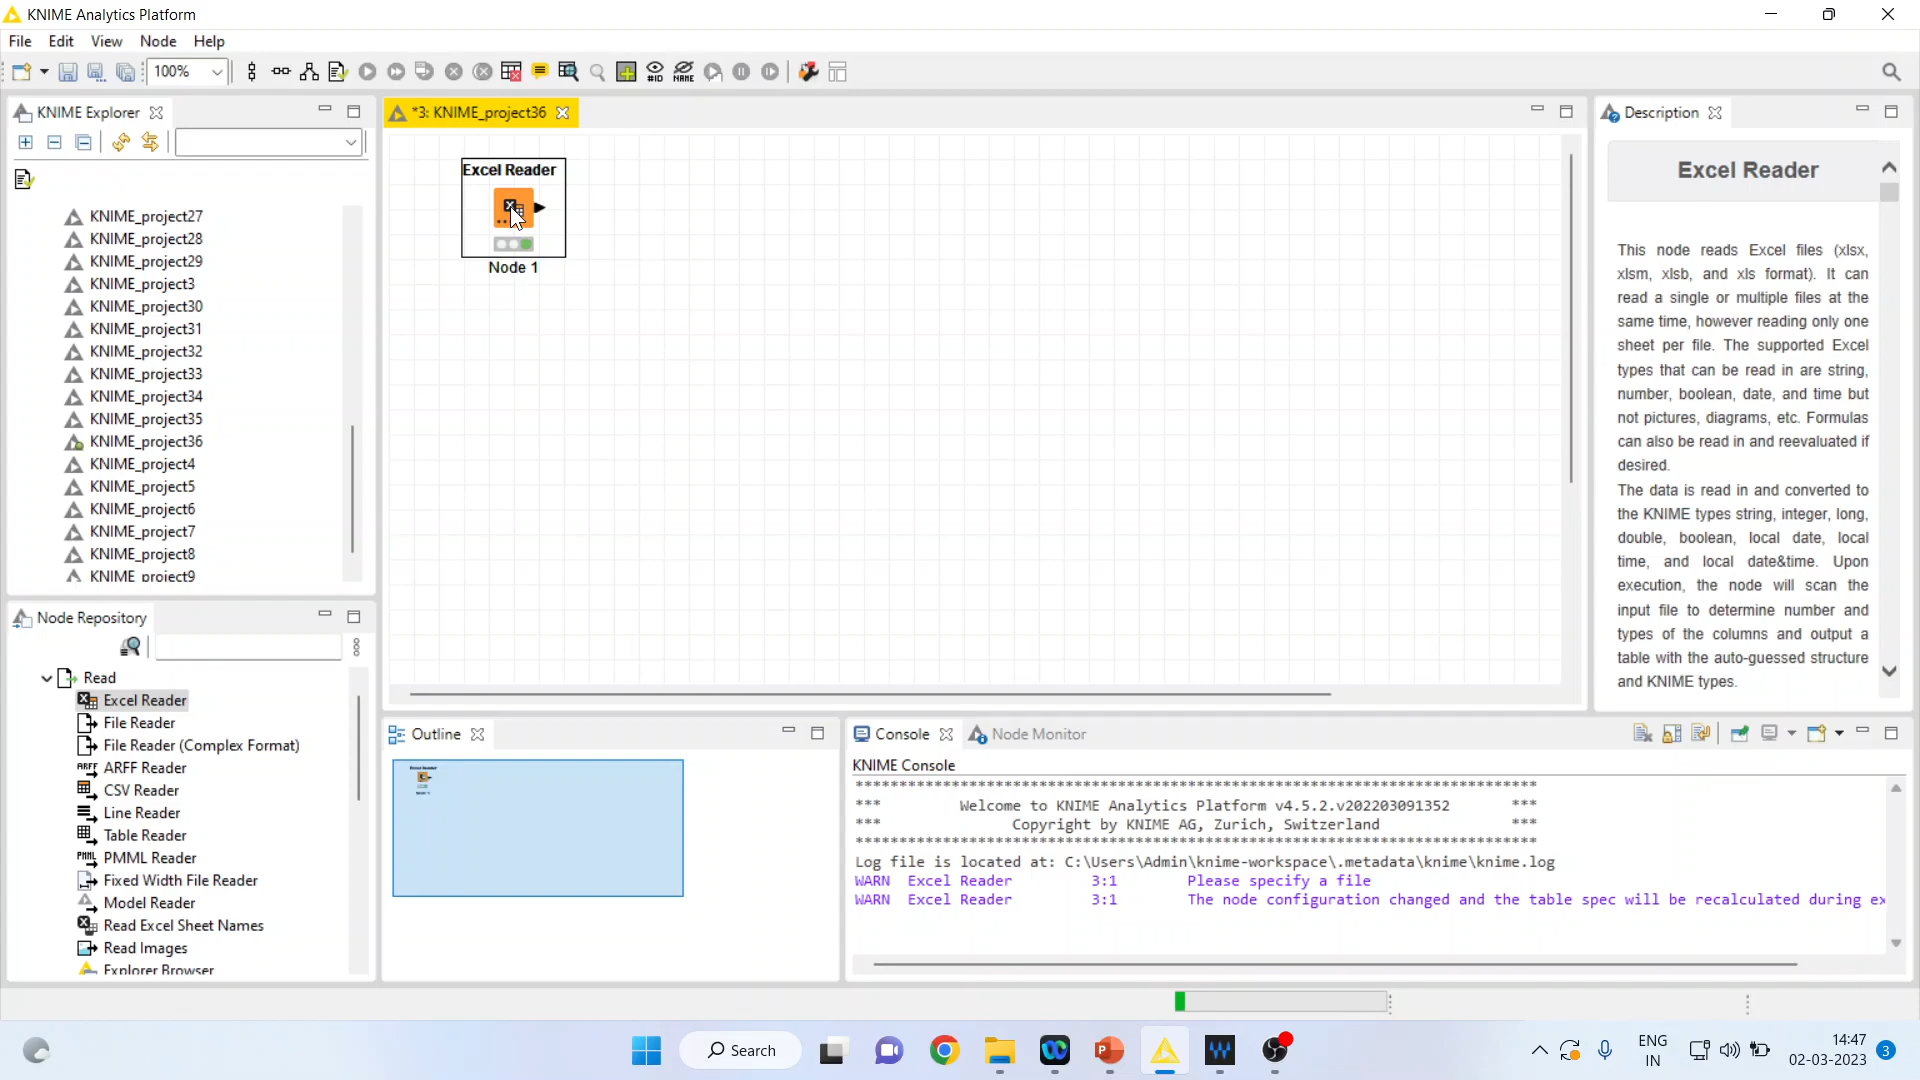 KNIME Analytics Platform
File Edit View Node Help
100%
#ID
NAME
KNIME Explorer
*3: KNIME_project36
Description
KNIME_project27
KNIME_project28
KNIME_project29
KNIME_project3
KNIME_project30
KNIME_project31
KNIME_project32
KNIME_project33
KNIME_project34
KNIME_project35
KNIME_project36
KNIME_project4
KNIME_project5
KNIME_project6
KNIME_project7
KNIME_project8
KNIME_project9
Excel Reader
Node 1
Excel Reader
This node reads Excel files (xlsx,
xlsm, xlsb, and xls format). It can
read a single or multiple files at the
same time, however reading only one
sheet per file. The supported Excel
types that can be read in are string,
number, boolean, date, and time but
not pictures, diagrams, etc. Formulas
can also be read in and reevaluated if
desired.
The data is read in and converted to
the KNIME types string, integer, long,
double, boolean, local date, local
time, and local date&time. Upon
execution, the node will scan the
input file to determine number and
types of the columns and output a
table with the auto-guessed structure
and KNIME types.
Node Repository
Read
Excel Reader
File Reader
File Reader (Complex Format)
ARFF Reader
CSV Reader
Line Reader
Table Reader
PMML Reader
Fixed Width File Reader
Model Reader
Read Excel Sheet Names
Read Images
Explorer Browser
Outline
Excel Reader
Node 1
Console
Node Monitor
KNIME Console
*** Welcome to KNIME Analytics Platform v4.5.2.v202203091352 ***
*** Copyright by KNIME AG, Zurich, Switzerland ***
Log file is located at: C:\Users\Admin\knime-workspace\.metadata\knime\knime.log
WARN Excel Reader 3:1 Please specify a file
WARN Excel Reader 3:1 The node configuration changed and the table spec will be recalculated during ex
Search
ENG
IN
14:47
02-03-2023
3